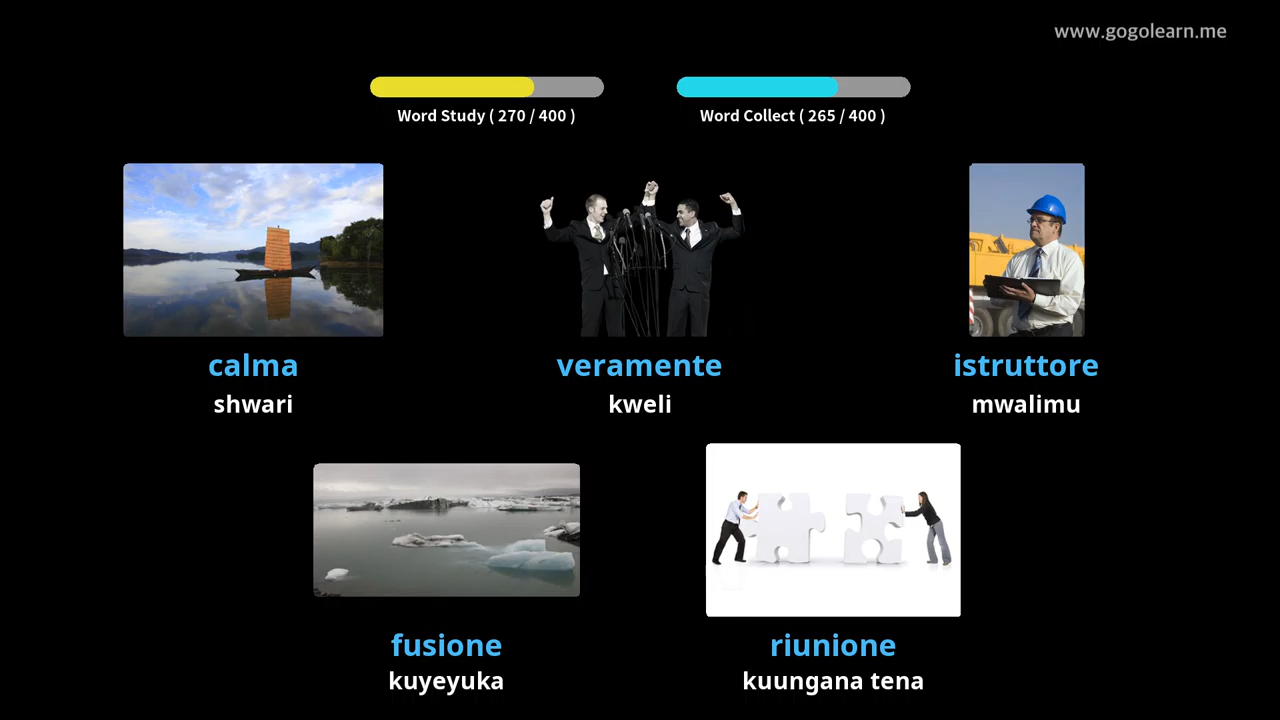 www.gogolearn.me
Word Study ( 270 / 400 )
Word Collect ( 265 / 400 )
calma
shwari
veramente
kweli
istruttore
mwalimu
fusione
kuyeyuka
riunione
kuungana tena